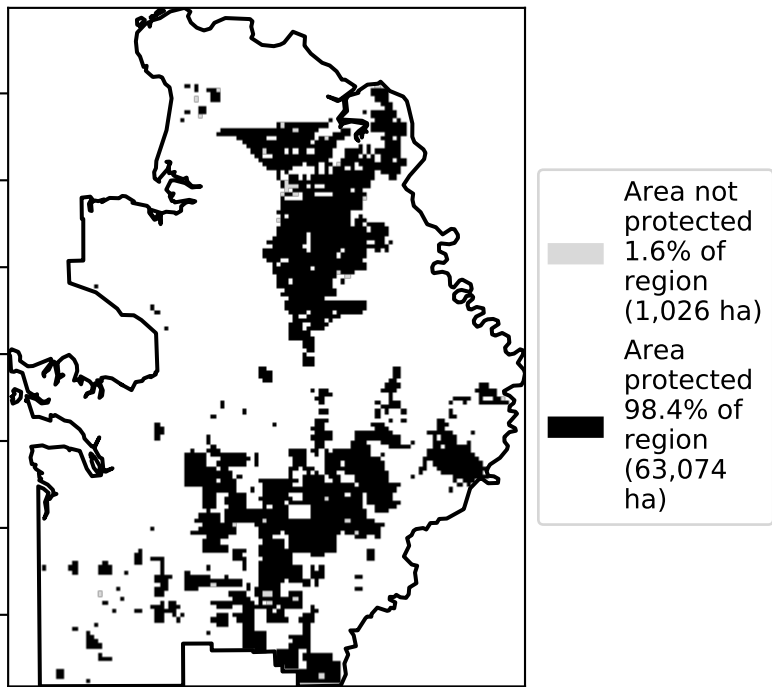 Area not
protected
1.6% of
region
(1,026 ha)
Area
protected
98.4% of
region
(63,074
ha)